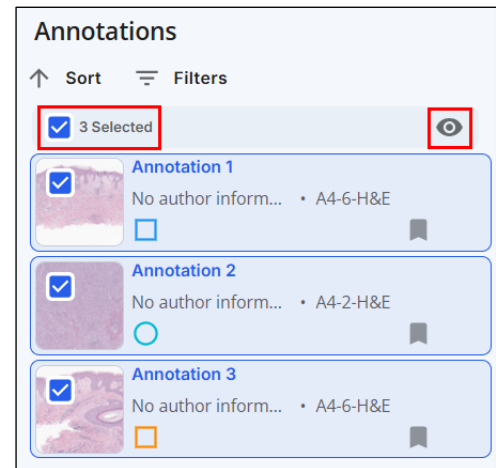 Annotations
Sort Filters
3 Selected
Annotation 1
No author inform... • A4-6-H&E
Annotation 2
No author inform... • A4-2-H&E
Annotation 3
No author inform... • A4-6-H&E